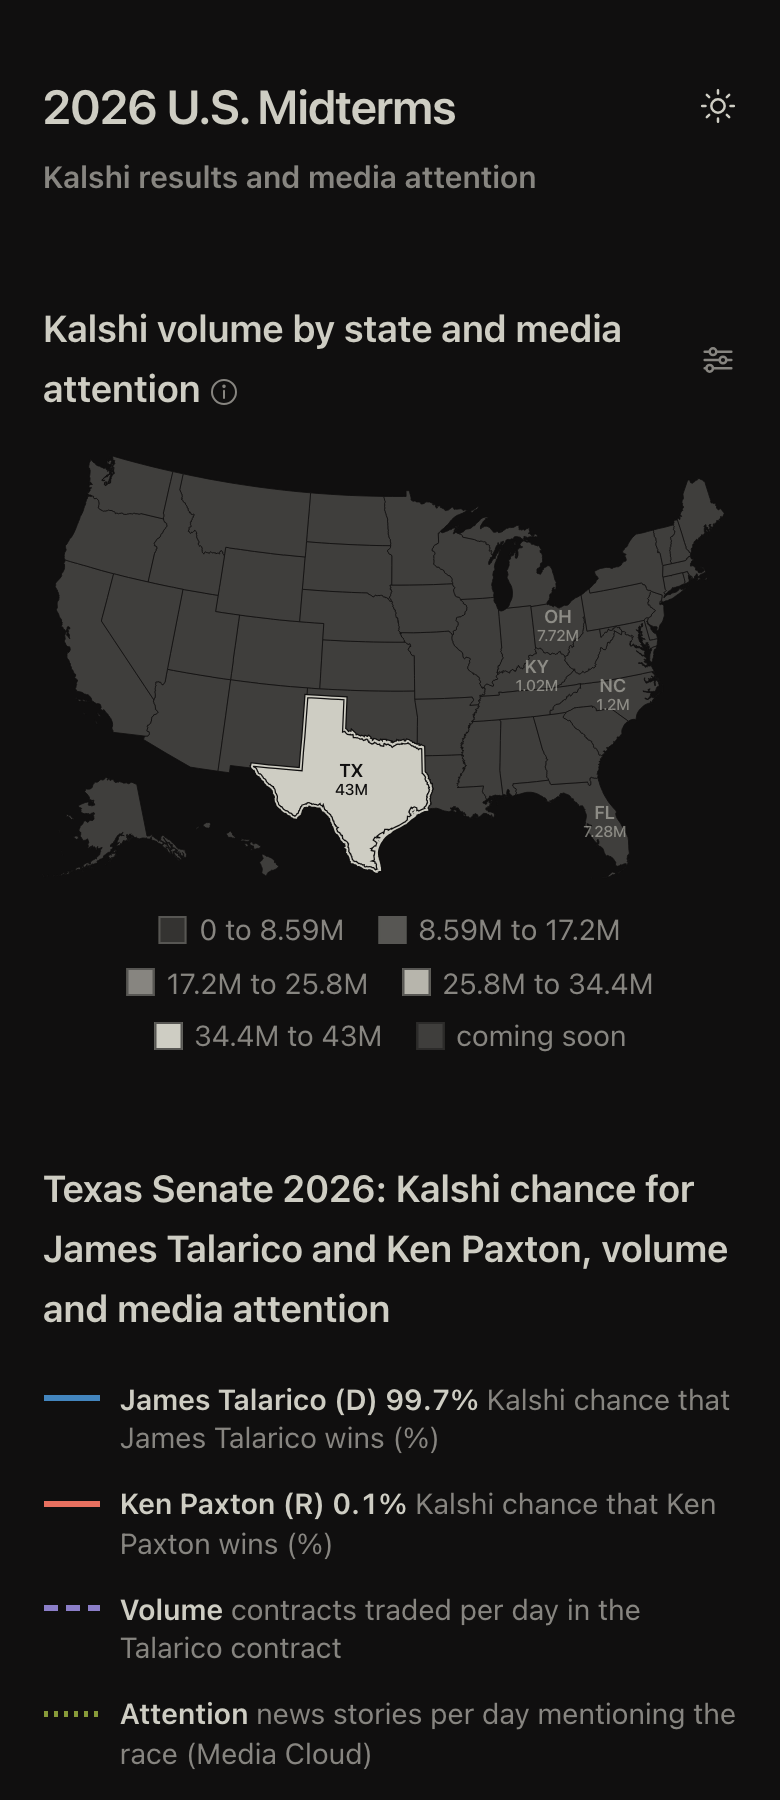 2026 U.S. Midterms
Kalshi results and media attention
Kalshi volume by state and media
attention
OH
7.72M
KY
1.02M
NC
1.2M
TX
43M
FL
7.28M
0 to 8.59M
8.59M to 17.2M
17.2M to 25.8M
25.8M to 34.4M
34.4M to 43M
coming soon
Texas Senate 2026: Kalshi chance for
James Talarico and Ken Paxton, volume
and media attention
James Talarico (D) 99.7% Kalshi chance that
James Talarico wins (%)
Ken Paxton (R) 0.1% Kalshi chance that Ken
Paxton wins (%)
Volume contracts traded per day in the
Talarico contract
Attention news stories per day mentioning the
race (Media Cloud)